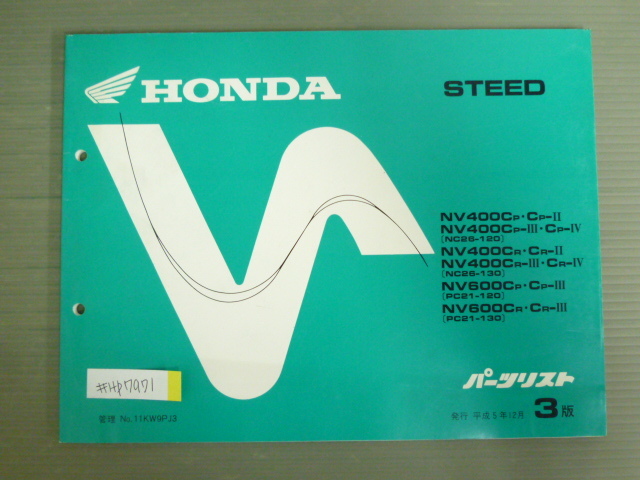 HONDA
STEED
NV400CP・CP-II
NV400CP-III・CP-IV
[NC26-120]
NV400CR・CR-II
NV400CR-III・CR-IV
[NC26-130]
NV600CP・CP-III
[PC21-120]
NV600CR・CR-III
[PC21-130]
パーツリスト
#HP7971
管理 No.11KW9PJ3
発行 平成5年12月 3版